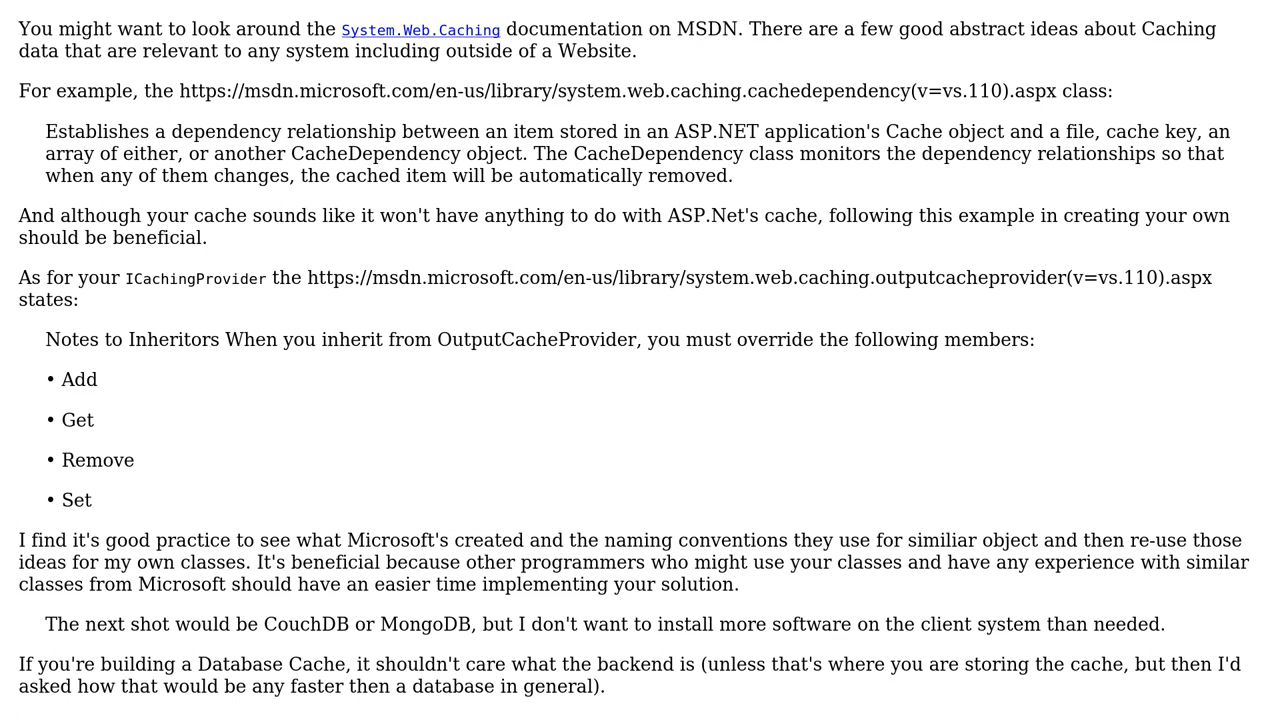 You might want to look around the System.Web.Caching documentation on MSDN. There are a few good abstract ideas about Caching
data that are relevant to any system including outside of a Website.
For example, the https://msdn.microsoft.com/en-us/library/system.web.caching.cachedependency(v=vs.110).aspx class:
Establishes a dependency relationship between an item stored in an ASP.NET application's Cache object and a file, cache key, an
array of either, or another CacheDependency object. The CacheDependency class monitors the dependency relationships so that
when any of them changes, the cached item will be automatically removed.
And although your cache sounds like it won't have anything to do with ASP.Net's cache, following this example in creating your own
should be beneficial.
As for your ICachingProvider the https://msdn.microsoft.com/en-us/library/system.web.caching.outputcacheprovider(v=vs.110).aspx
states:
Notes to Inheritors When you inherit from OutputCacheProvider, you must override the following members:
• Add
• Get
• Remove
• Set
I find it's good practice to see what Microsoft's created and the naming conventions they use for similiar object and then re-use those
ideas for my own classes. It's beneficial because other programmers who might use your classes and have any experience with similar
classes from Microsoft should have an easier time implementing your solution.
The next shot would be CouchDB or MongoDB, but I don't want to install more software on the client system than needed.
If you're building a Database Cache, it shouldn't care what the backend is (unless that's where you are storing the cache, but then I'd
asked how that would be any faster then a database in general).